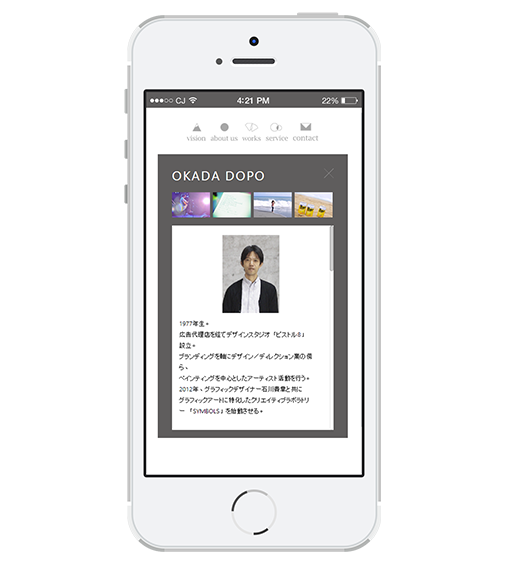 CJ 4:21 PM 22%
vision about us works service contact
OKADA DOPO
1977年生。
広告代理店を経てデザインスタジオ「ピストル8」
設立。
ブランディングを軸にデザイン／ディレクション業の傍
ら、
ペインティングを中心としたアーティスト活動を行う。
2012年、グラフィックデザイナー石川貴業と共に
グラフィックアートに特化したクリエイティブラボラトリ
ー「SYMBOLS」を始動させる。